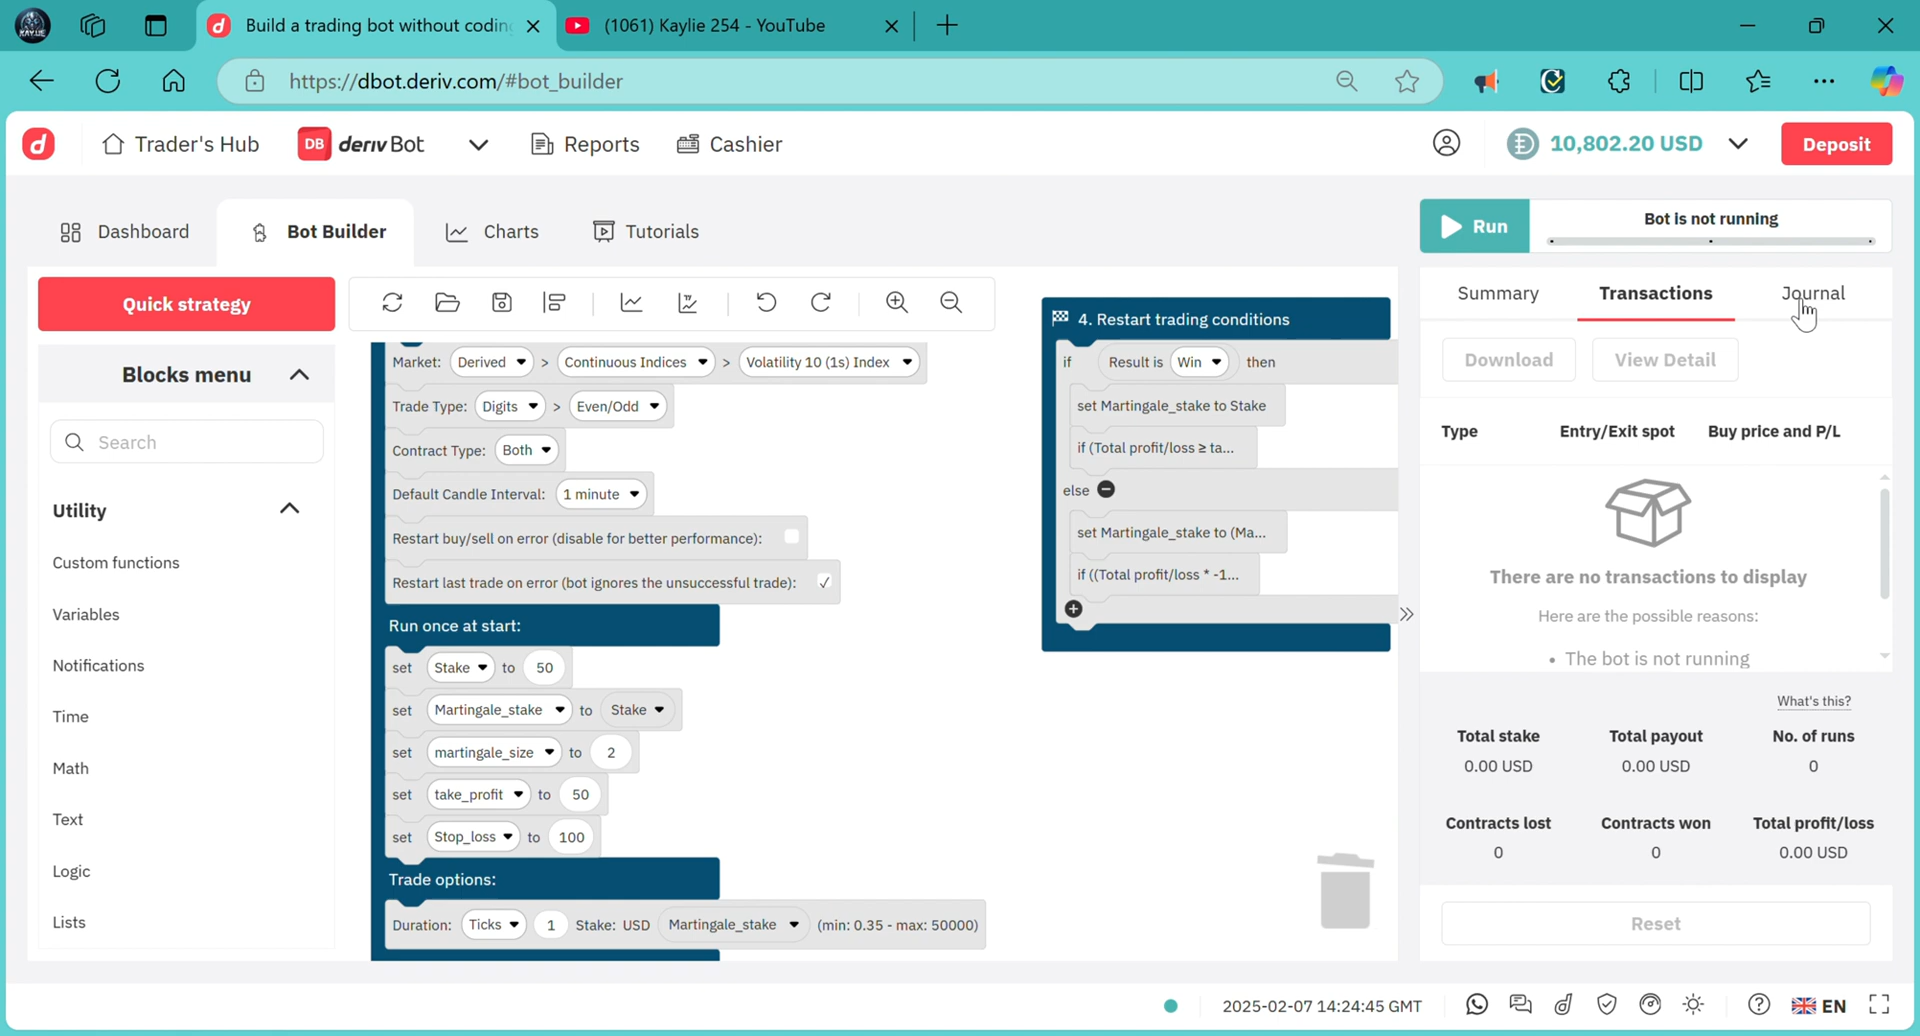 Build a trading bot without codin
(1061) Kaylie 254 - YouTube
https://dbot.deriv.com/#bot_builder
Trader's Hub
DB
deriv Bot
Reports
Cashier
10,802.20 USD
Deposit
Dashboard
Bot Builder
Charts
Tutorials
Run
Bot is not running
Quick strategy
Blocks menu
Search
Utility
Custom functions
Variables
Notifications
Time
Math
Text
Logic
Lists
Market: Derived > Continuous Indices > Volatility 10 (1s) Index
Trade Type: Digits > Even/Odd
Contract Type: Both
Default Candle Interval: 1 minute
Restart buy/sell on error (disable for better performance):
Restart last trade on error (bot ignores the unsuccessful trade): ✓
Run once at start:
set Stake to 50
set Martingale_stake to Stake
set martingale_size to 2
set take_profit to 50
set Stop_loss to 100
Trade options:
Duration: Ticks 1 Stake: USD Martingale_stake (min: 0.35 - max: 50000)
4. Restart trading conditions
if Result is Win then
set Martingale_stake to Stake
if (Total profit/loss ≥ ta...
else
set Martingale_stake to (Ma...
if ((Total profit/loss * -1...
Summary
Transactions
Journal
Download
View Detail
Type
Entry/Exit spot
Buy price and P/L
There are no transactions to display
Here are the possible reasons:
• The bot is not running
What's this?
Total stake
0.00 USD
Total payout
0.00 USD
No. of runs
0
Contracts lost
0
Contracts won
0
Total profit/loss
0.00 USD
Reset
2025-02-07 14:24:45 GMT
EN